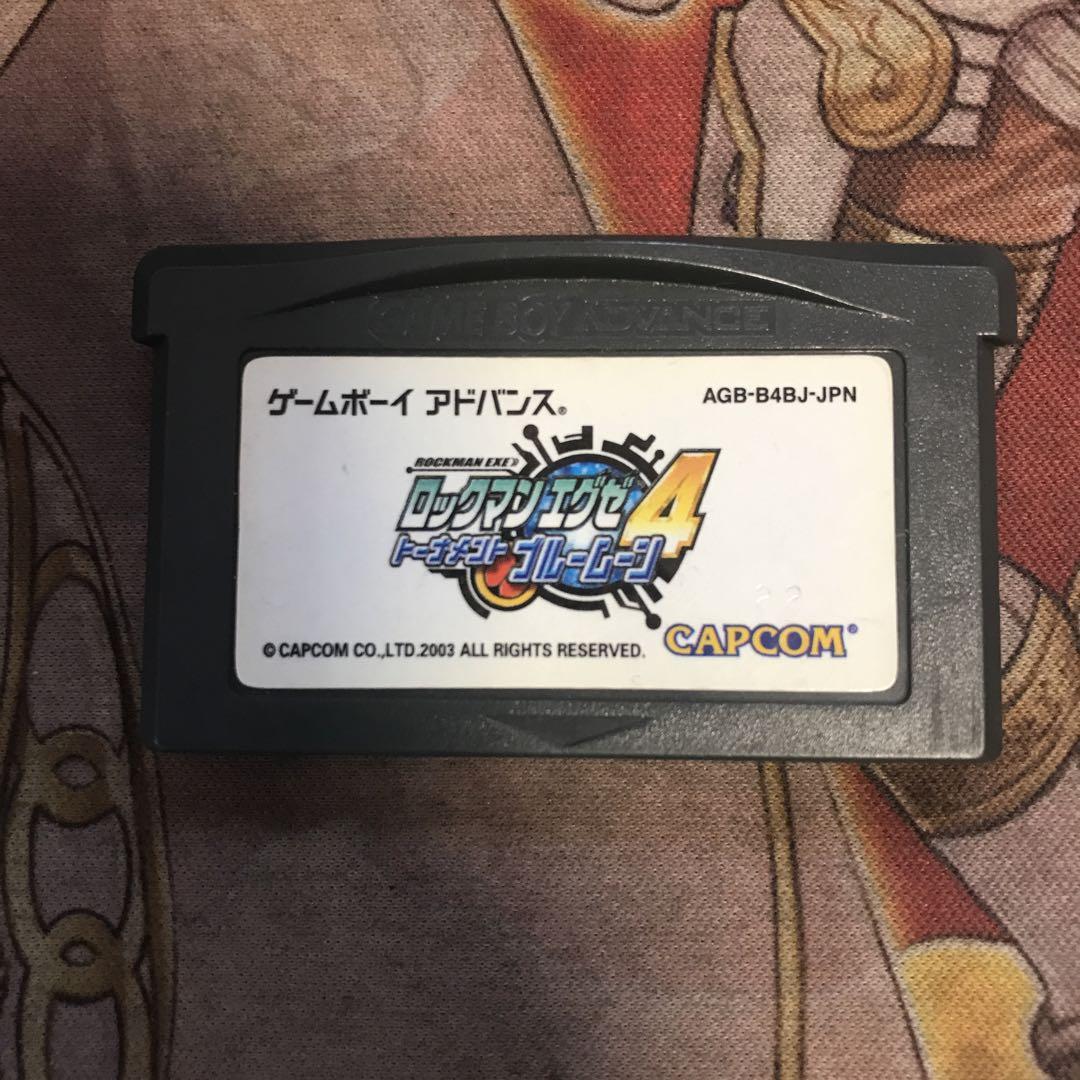 GAME BOY ADVANCE
ゲームボーイ アドバンス®
AGB-B4BJ-JPN
ROCKMAN EXE
ロックマン エグゼ4
トーナメント ブルームーン
© CAPCOM CO.,LTD.2003 ALL RIGHTS RESERVED.
CAPCOM®